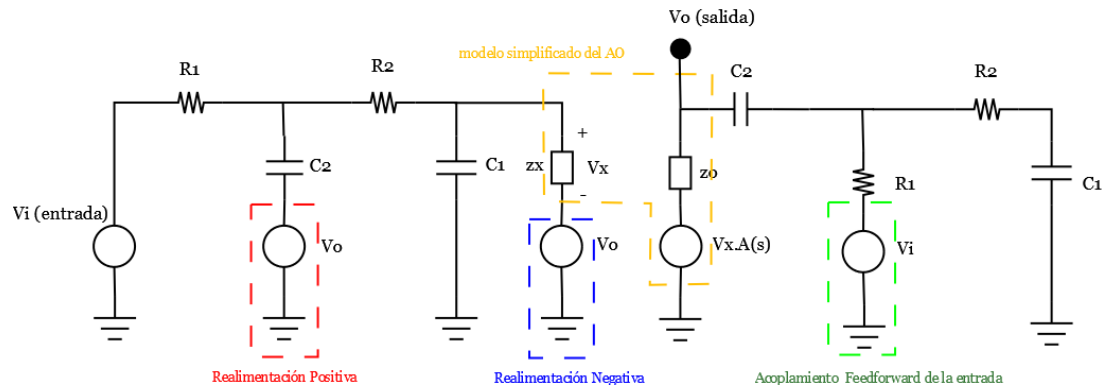 Vo (salida)
modelo simplificado del AO
R1
R2
C2
R2
+
C2
C1
zx
Vx
zo
-
R1
C1
Vi (entrada)
Vo
Vo
Vx.A(s)
Vi
Realimentación Positiva
Realimentación Negativa
Acoplamiento Feedforward de la entrada